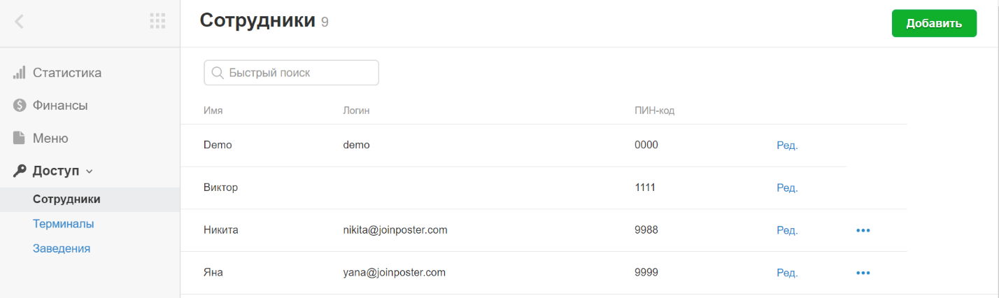 Сотрудники 9
Добавить
Статистика
Финансы
Меню
Доступ
Сотрудники
Терминалы
Заведения
Быстрый поиск
Имя Логин ПИН-код
Demo demo 0000 Ред.
Виктор 1111 Ред.
Никита nikita@joinposter.com 9988 Ред.
Яна yana@joinposter.com 9999 Ред.